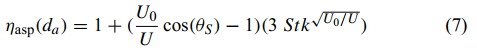 η_asp(d_a) = 1 + (U_0/U cos(θ_S) − 1)(3 Stk^√(U_0/U)) (7)